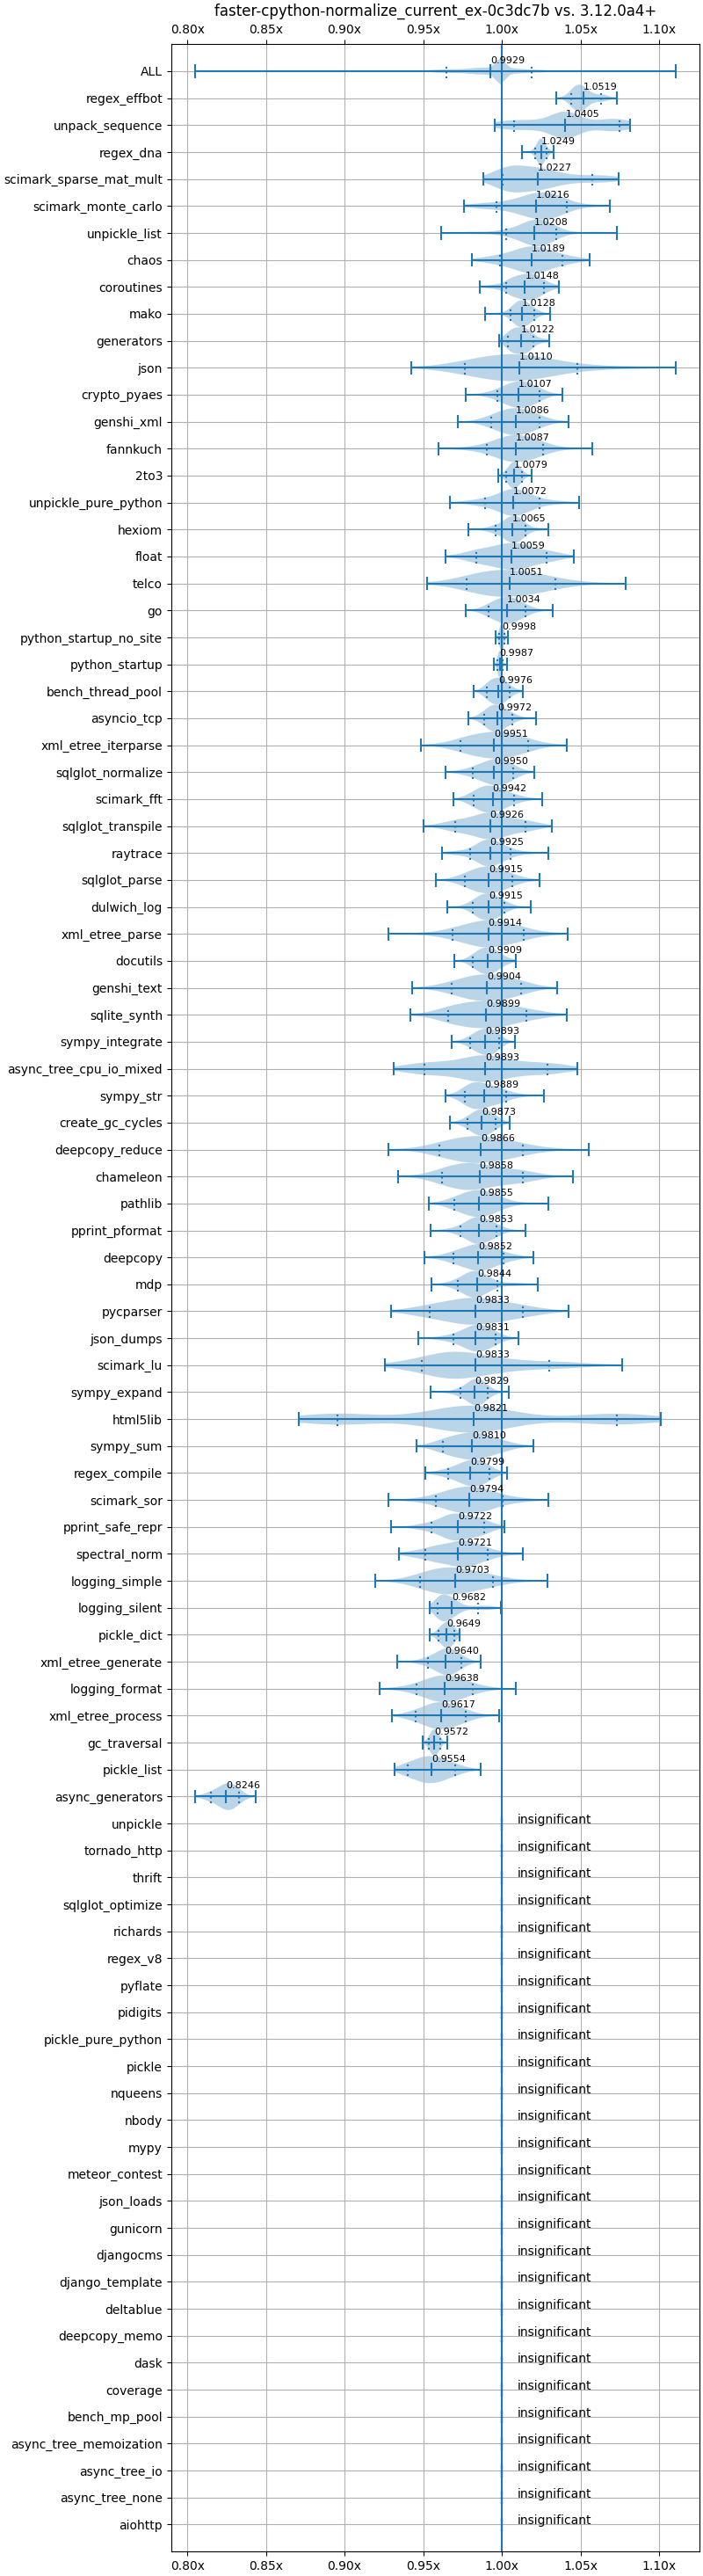 faster-cpython-normalize_current_ex-0c3dc7b vs. 3.12.0a4+
0.80x 0.85x 0.90x 0.95x 1.00x 1.05x 1.10x
ALL 0.9929
regex_effbot 1.0519
unpack_sequence 1.0405
regex_dna 1.0249
scimark_sparse_mat_mult 1.0227
scimark_monte_carlo 1.0216
unpickle_list 1.0208
chaos 1.0189
coroutines 1.0148
mako 1.0128
generators 1.0122
json 1.0110
crypto_pyaes 1.0107
genshi_xml 1.0086
fannkuch 1.0087
2to3 1.0079
unpickle_pure_python 1.0072
hexiom 1.0065
float 1.0059
telco 1.0051
go 1.0034
python_startup_no_site 0.9998
python_startup 0.9987
bench_thread_pool 0.9976
asyncio_tcp 0.9972
xml_etree_iterparse 0.9951
sqlglot_normalize 0.9950
scimark_fft 0.9942
sqlglot_transpile 0.9926
raytrace 0.9925
sqlglot_parse 0.9915
dulwich_log 0.9915
xml_etree_parse 0.9914
docutils 0.9909
genshi_text 0.9904
sqlite_synth 0.9899
sympy_integrate 0.9893
async_tree_cpu_io_mixed 0.9893
sympy_str 0.9889
create_gc_cycles 0.9873
deepcopy_reduce 0.9866
chameleon 0.9858
pathlib 0.9855
pprint_pformat 0.9853
deepcopy 0.9852
mdp 0.9844
pycparser 0.9833
json_dumps 0.9831
scimark_lu 0.9833
sympy_expand 0.9829
html5lib 0.9821
sympy_sum 0.9810
regex_compile 0.9799
scimark_sor 0.9794
pprint_safe_repr 0.9722
spectral_norm 0.9721
logging_simple 0.9703
logging_silent 0.9682
pickle_dict 0.9649
xml_etree_generate 0.9640
logging_format 0.9638
xml_etree_process 0.9617
gc_traversal 0.9572
pickle_list 0.9554
async_generators 0.8246
unpickle insignificant
tornado_http insignificant
thrift insignificant
sqlglot_optimize insignificant
richards insignificant
regex_v8 insignificant
pyflate insignificant
pidigits insignificant
pickle_pure_python insignificant
pickle insignificant
nqueens insignificant
nbody insignificant
mypy insignificant
meteor_contest insignificant
json_loads insignificant
gunicorn insignificant
djangocms insignificant
django_template insignificant
deltablue insignificant
deepcopy_memo insignificant
dask insignificant
coverage insignificant
bench_mp_pool insignificant
async_tree_memoization insignificant
async_tree_io insignificant
async_tree_none insignificant
aiohttp insignificant
0.80x 0.85x 0.90x 0.95x 1.00x 1.05x 1.10x